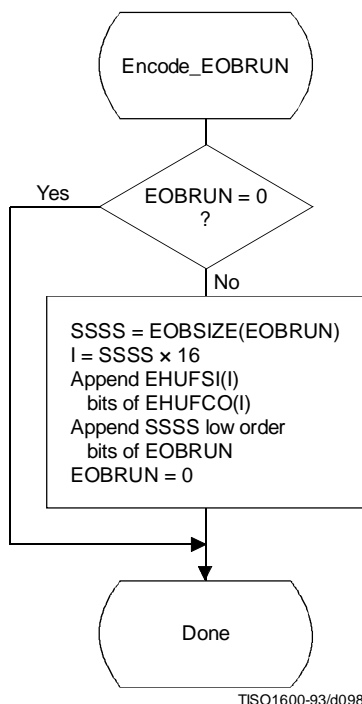 Encode_EOBRUN
EOBRUN = 0
?
Yes
No
SSSS = EOBSIZE(EOBRUN)
I = SSSS × 16
Append EHUFSI(I)
bits of EHUFCO(I)
Append SSSS low order
bits of EOBRUN
EOBRUN = 0
Done
TISO1600-93/d098